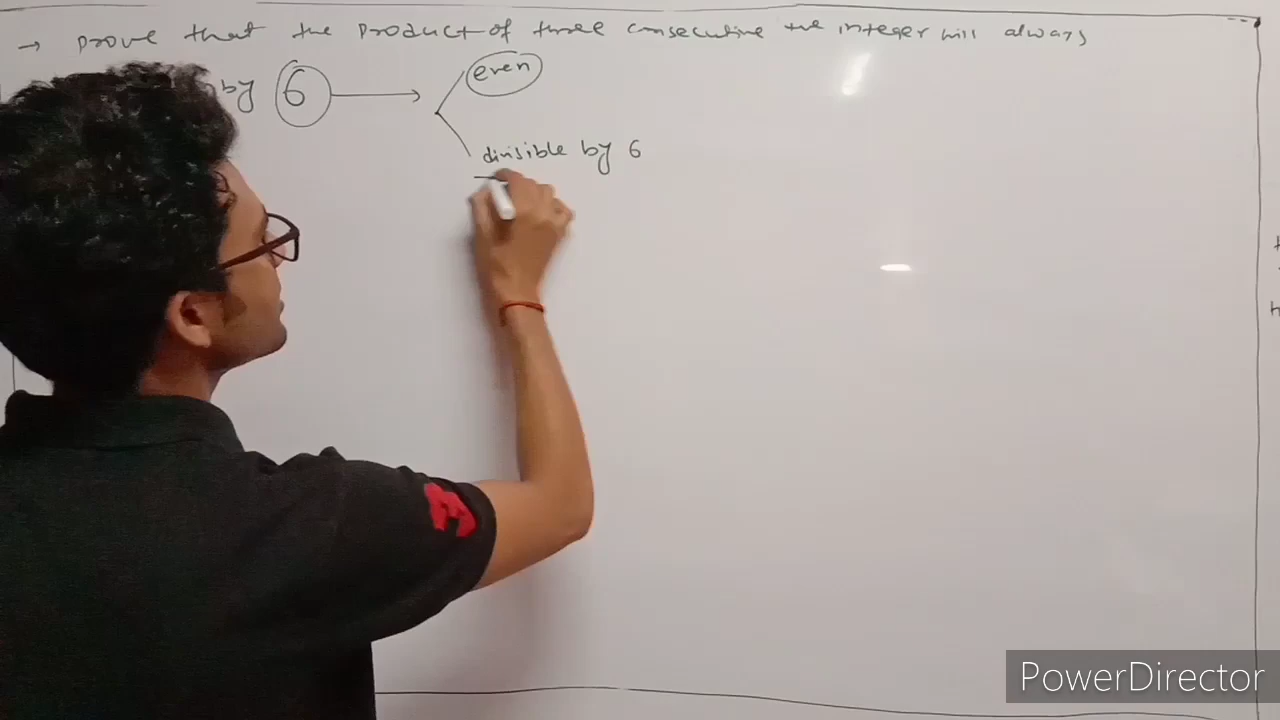 → prove that the product of three consecutive +ve integer will always
by 6 → even
divisible by 6
PowerDirector